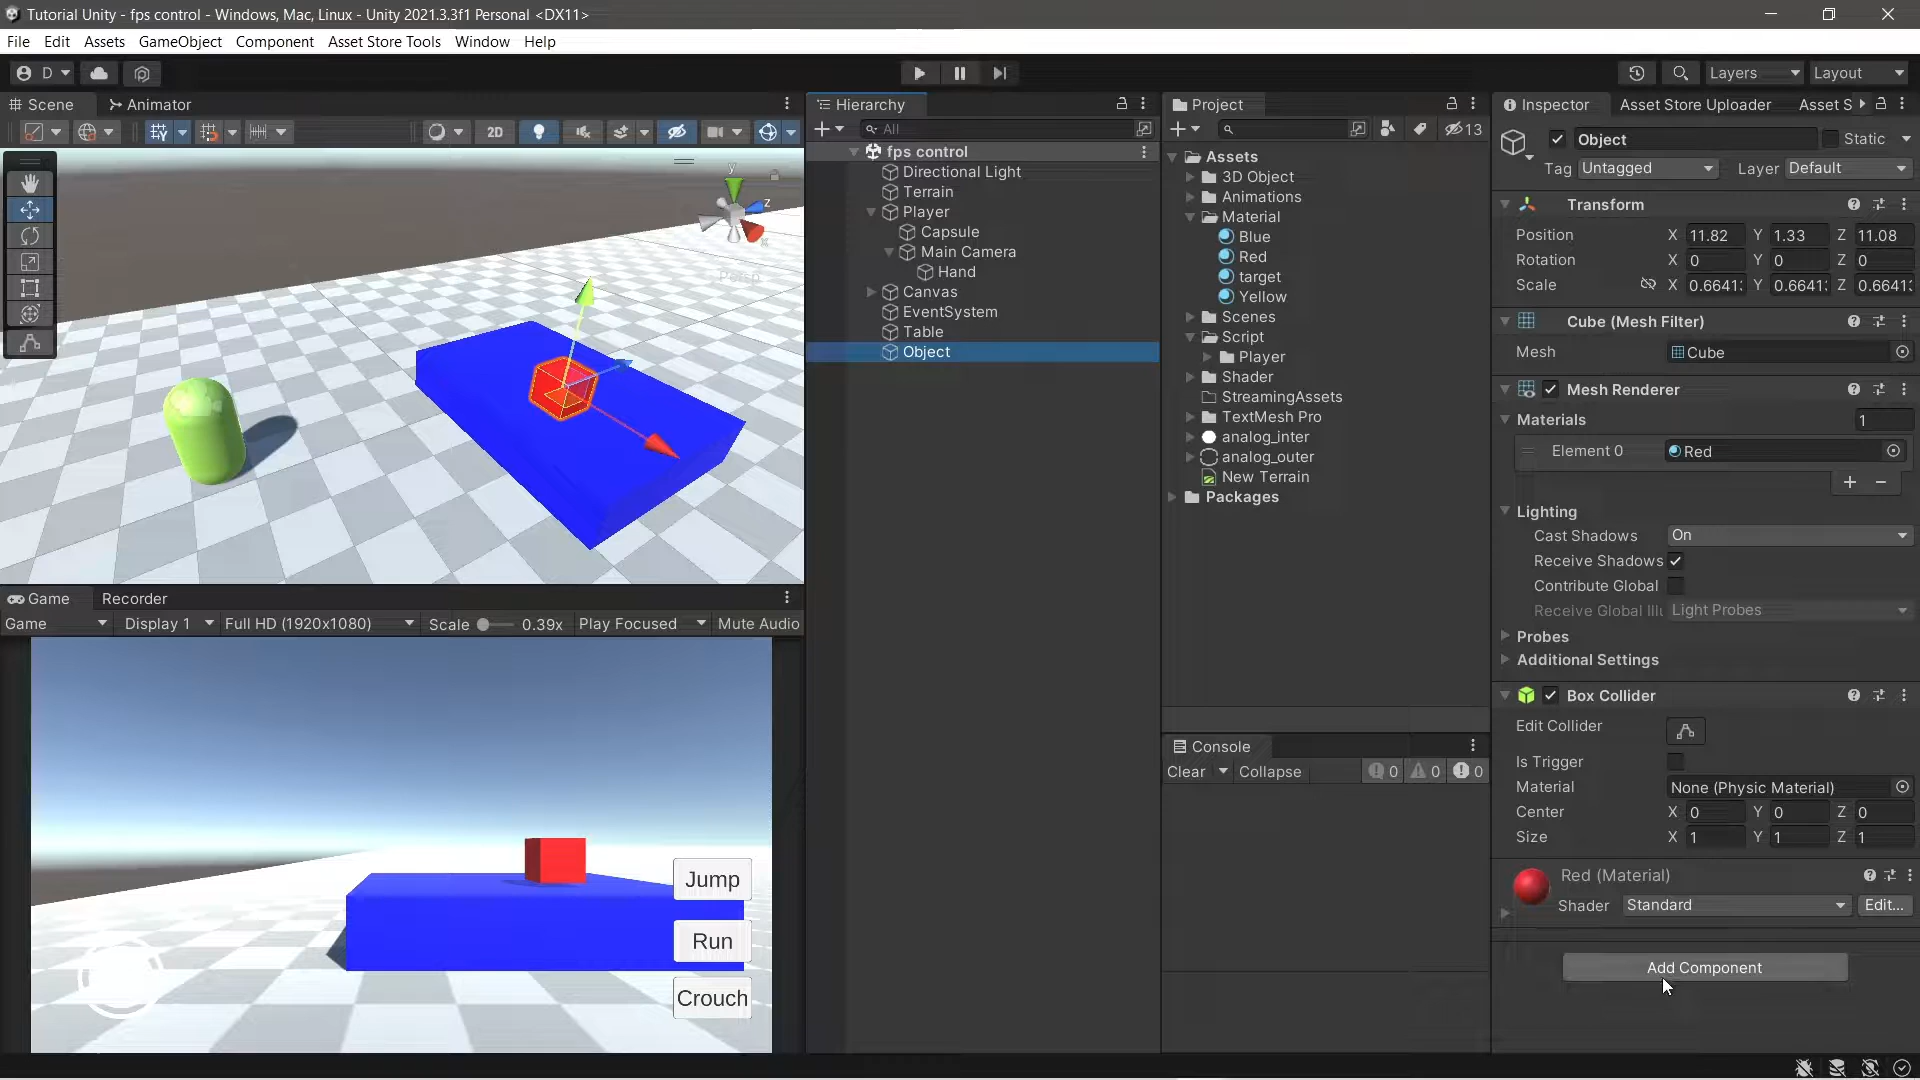 Tutorial Unity - fps control - Windows, Mac, Linux - Unity 2021.3.3f1 Personal <DX11>
File Edit Assets GameObject Component Asset Store Tools Window Help
D Layers Layout
Scene Animator
2D
y
z
x
Persp
Game Recorder
Game Display 1 Full HD (1920x1080) Scale 0.39x Play Focused Mute Audio
Jump
Run
Crouch
Hierarchy
All
fps control
Directional Light
Terrain
Player
Capsule
Main Camera
Hand
Canvas
EventSystem
Table
Object
Project
13
Assets
3D Object
Animations
Material
Blue
Red
target
Yellow
Scenes
Script
Player
Shader
StreamingAssets
TextMesh Pro
analog_inter
analog_outer
New Terrain
Packages
Console
Clear Collapse 0 0 0
Inspector Asset Store Uploader Asset S
Object Static
Tag Untagged Layer Default
Transform
Position X 11.82 Y 1.33 Z 11.08
Rotation X 0 Y 0 Z 0
Scale X 0.6641 Y 0.6641 Z 0.6641
Cube (Mesh Filter)
Mesh Cube
Mesh Renderer
Materials 1
Element 0 Red
+ −
Lighting
Cast Shadows On
Receive Shadows
Contribute Global
Receive Global Illu Light Probes
Probes
Additional Settings
Box Collider
Edit Collider
Is Trigger
Material None (Physic Material)
Center X 0 Y 0 Z 0
Size X 1 Y 1 Z 1
Red (Material)
Shader Standard Edit...
Add Component